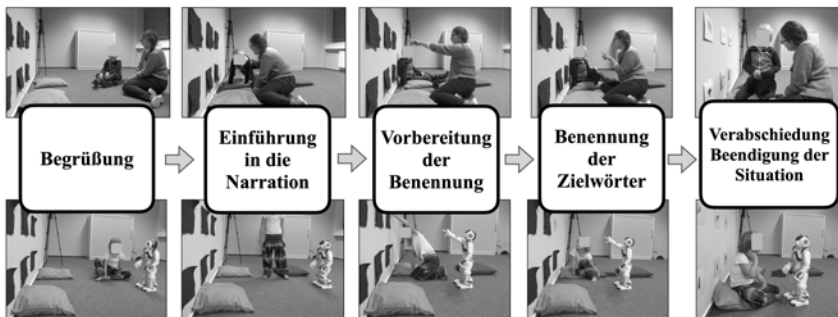 Begrüßung
Einführung
in die
Narration
Vorbereitung
der
Benennung
Benennung
der
Zielwörter
Verabschiedung
Beendigung der
Situation